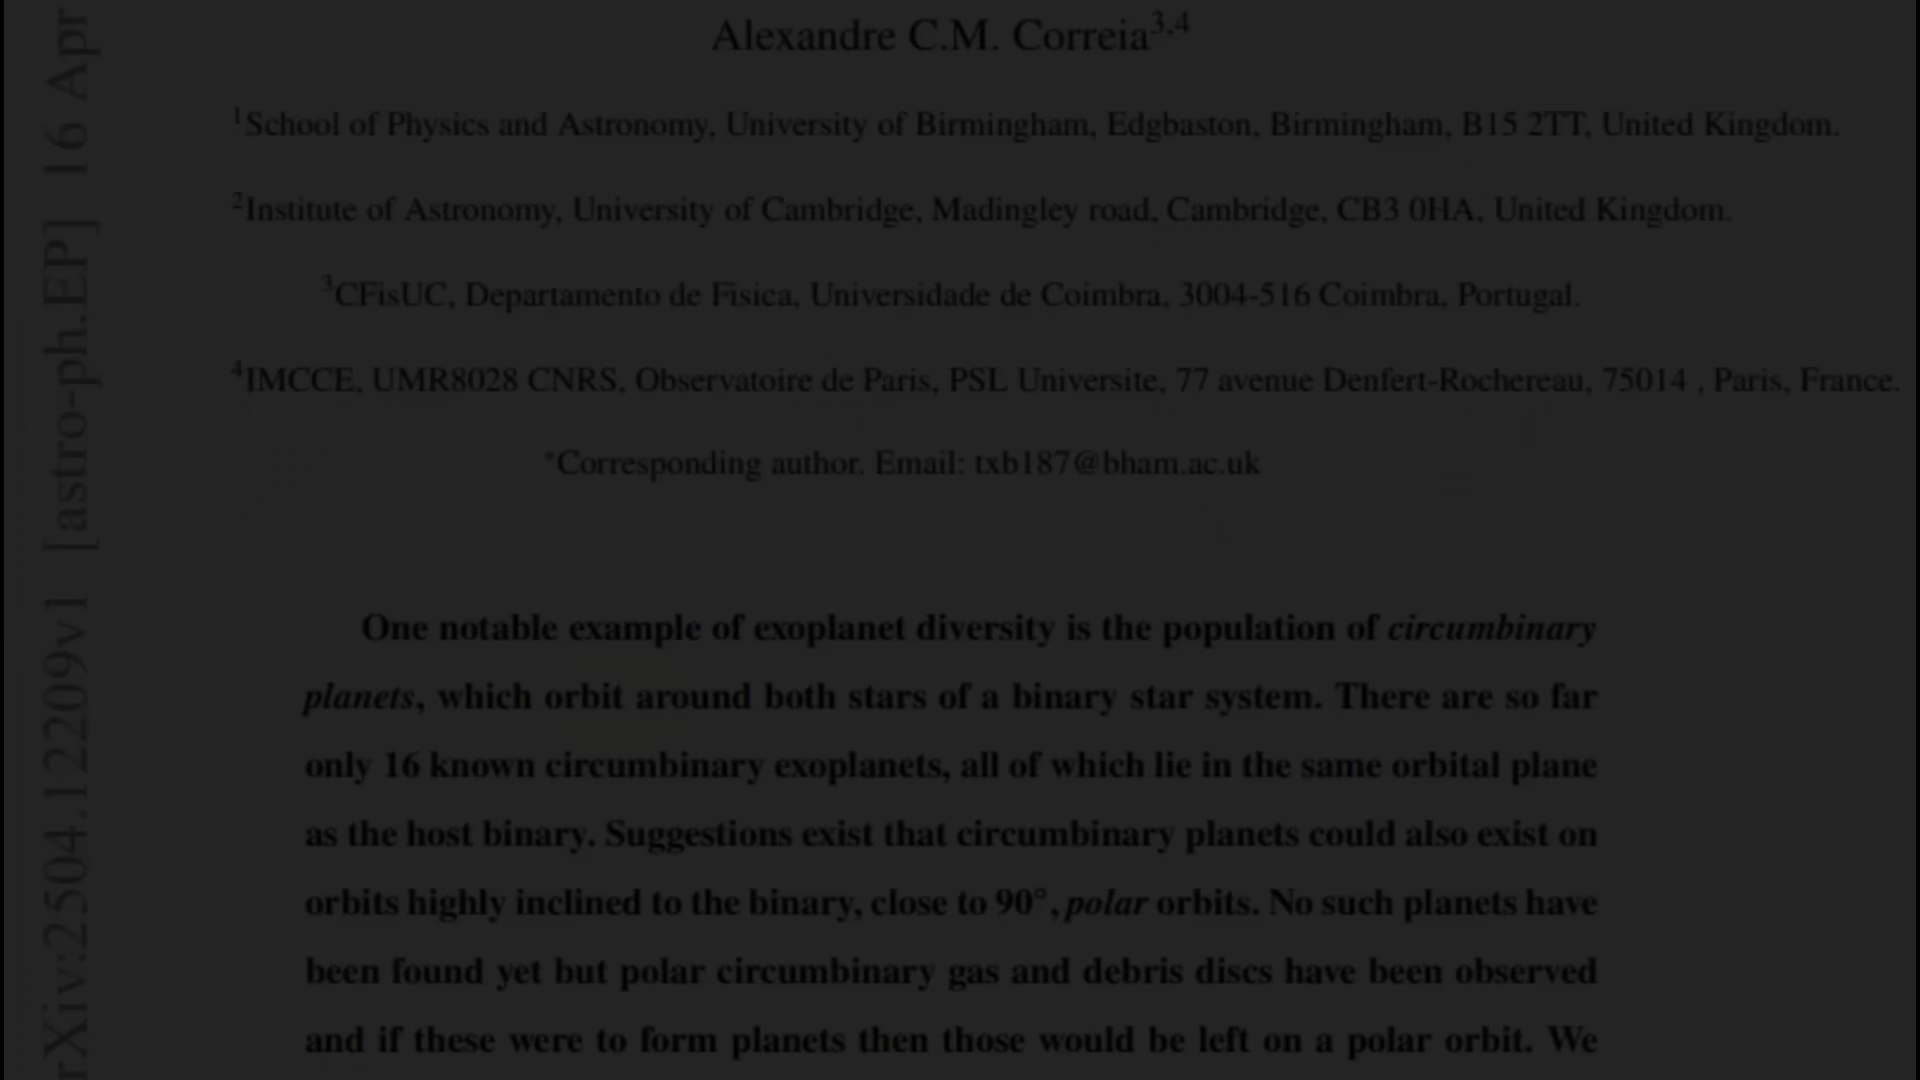 Alexandre C.M. Correia3,4
1School of Physics and Astronomy, University of Birmingham, Edgbaston, Birmingham, B15 2TT, United Kingdom.
2Institute of Astronomy, University of Cambridge, Madingley road, Cambridge, CB3 0HA, United Kingdom.
3CFisUC, Departamento de Fisica, Universidade de Coimbra, 3004-516 Coimbra, Portugal.
4IMCCE, UMR8028 CNRS, Observatoire de Paris, PSL Universite, 77 avenue Denfert-Rochereau, 75014 , Paris, France.
*Corresponding author. Email: txb187@bham.ac.uk
One notable example of exoplanet diversity is the population of circumbinary
planets, which orbit around both stars of a binary star system. There are so far
only 16 known circumbinary exoplanets, all of which lie in the same orbital plane
as the host binary. Suggestions exist that circumbinary planets could also exist on
orbits highly inclined to the binary, close to 90°, polar orbits. No such planets have
been found yet but polar circumbinary gas and debris discs have been observed
and if these were to form planets then those would be left on a polar orbit. We
rXiv:2504.12209v1 [astro-ph.EP] 16 Apr